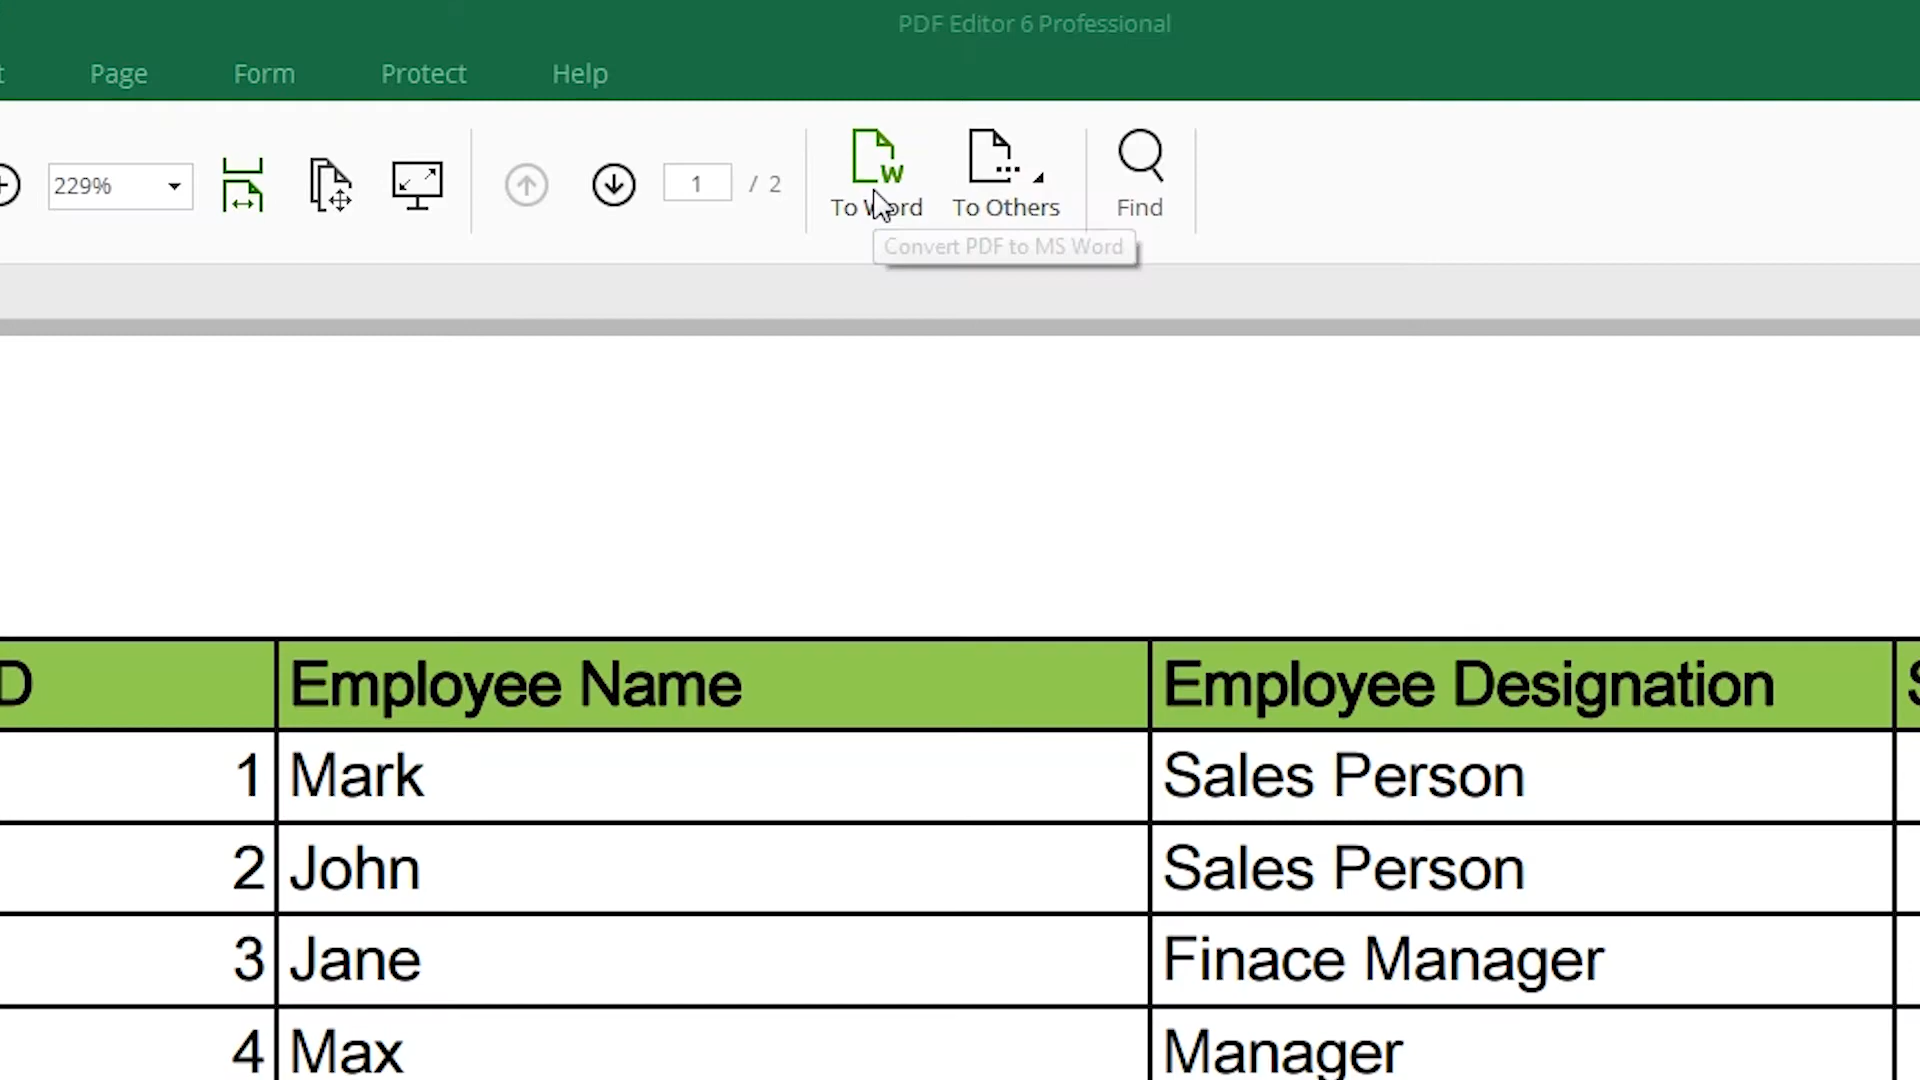 PDF Editor 6 Professional
Page Form Protect Help
229% 1 / 2 To Word To Others Find
Convert PDF to MS Word
Employee Name Employee Designation
1 Mark Sales Person
2 John Sales Person
3 Jane Finace Manager
4 Max Manager